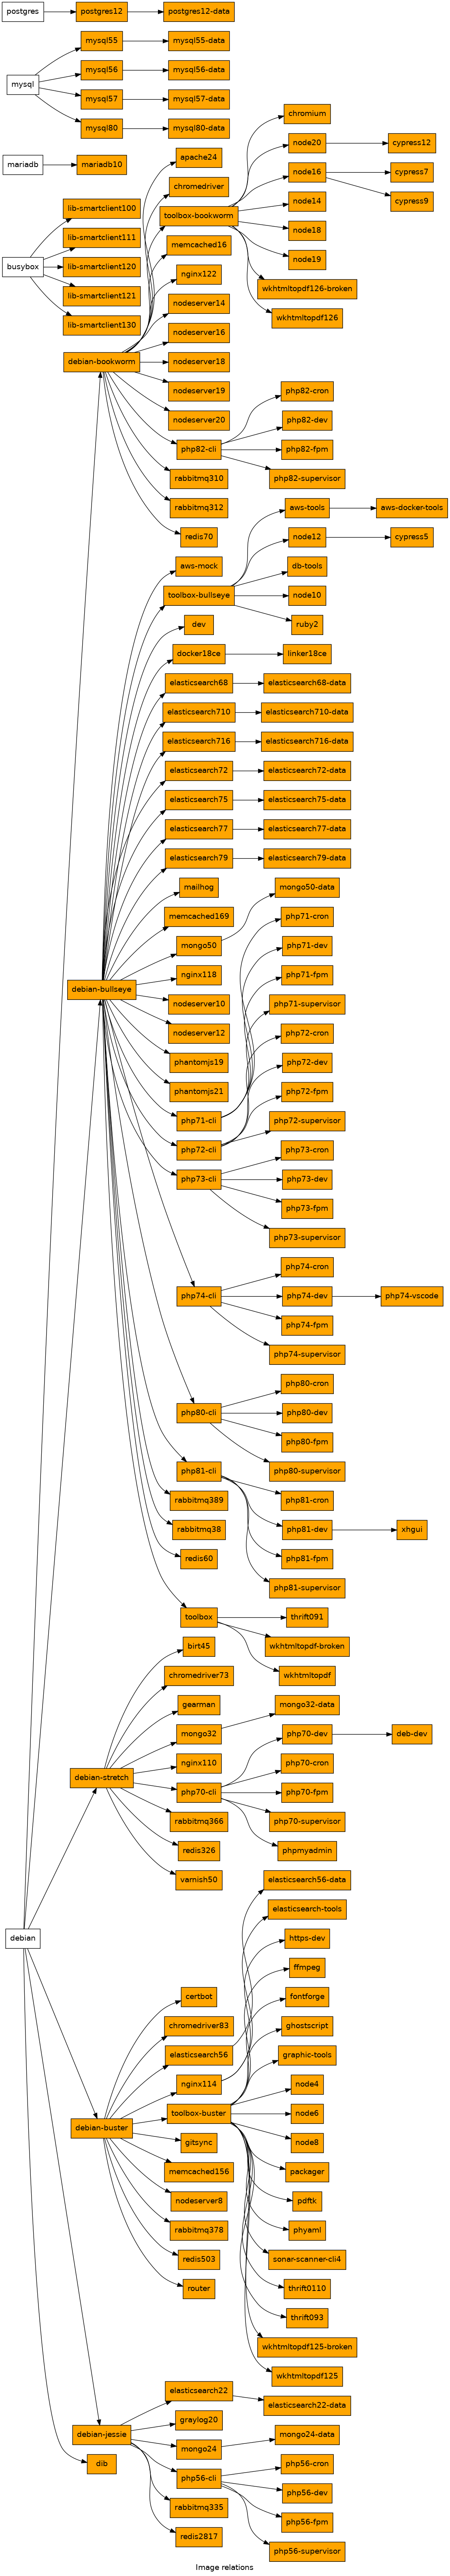 postgres
postgres12
postgres12-data
mysql
mysql55
mysql55-data
mysql56
mysql56-data
mysql57
mysql57-data
mysql80
mysql80-data
mariadb
mariadb10
busybox
lib-smartclient100
lib-smartclient111
lib-smartclient120
lib-smartclient121
lib-smartclient130
debian-bookworm
apache24
chromedriver
toolbox-bookworm
chromium
node20
cypress12
node16
cypress7
cypress9
node14
node18
node19
wkhtmltopdf126-broken
wkhtmltopdf126
memcached16
nginx122
nodeserver14
nodeserver16
nodeserver18
nodeserver19
nodeserver20
php82-cli
php82-cron
php82-dev
php82-fpm
php82-supervisor
rabbitmq310
rabbitmq312
redis70
debian-bullseye
aws-mock
toolbox-bullseye
aws-tools
aws-docker-tools
node12
cypress5
db-tools
node10
ruby2
dev
docker18ce
linker18ce
elasticsearch68
elasticsearch68-data
elasticsearch710
elasticsearch710-data
elasticsearch716
elasticsearch716-data
elasticsearch72
elasticsearch72-data
elasticsearch75
elasticsearch75-data
elasticsearch77
elasticsearch77-data
elasticsearch79
elasticsearch79-data
mailhog
memcached169
mongo50
mongo50-data
nginx118
nodeserver10
nodeserver12
phantomjs19
phantomjs21
php71-cli
php71-cron
php71-dev
php71-fpm
php71-supervisor
php72-cli
php72-cron
php72-dev
php72-fpm
php72-supervisor
php73-cli
php73-cron
php73-dev
php73-fpm
php73-supervisor
php74-cli
php74-cron
php74-dev
php74-vscode
php74-fpm
php74-supervisor
php80-cli
php80-cron
php80-dev
php80-fpm
php80-supervisor
php81-cli
php81-cron
php81-dev
xhgui
php81-fpm
php81-supervisor
rabbitmq389
rabbitmq38
redis60
toolbox
thrift091
wkhtmltopdf-broken
wkhtmltopdf
debian-stretch
birt45
chromedriver73
gearman
mongo32
mongo32-data
nginx110
php70-cli
php70-dev
deb-dev
php70-cron
php70-fpm
php70-supervisor
phpmyadmin
rabbitmq366
redis326
varnish50
debian
debian-buster
certbot
chromedriver83
elasticsearch56
elasticsearch56-data
nginx114
https-dev
toolbox-buster
elasticsearch-tools
ffmpeg
fontforge
ghostscript
graphic-tools
node4
node6
node8
packager
pdftk
phyaml
sonar-scanner-cli4
thrift0110
thrift093
wkhtmltopdf125-broken
wkhtmltopdf125
gitsync
memcached156
nodeserver8
rabbitmq378
redis503
router
debian-jessie
elasticsearch22
elasticsearch22-data
graylog20
mongo24
mongo24-data
php56-cli
php56-cron
php56-dev
php56-fpm
php56-supervisor
rabbitmq335
redis2817
dib
Image relations